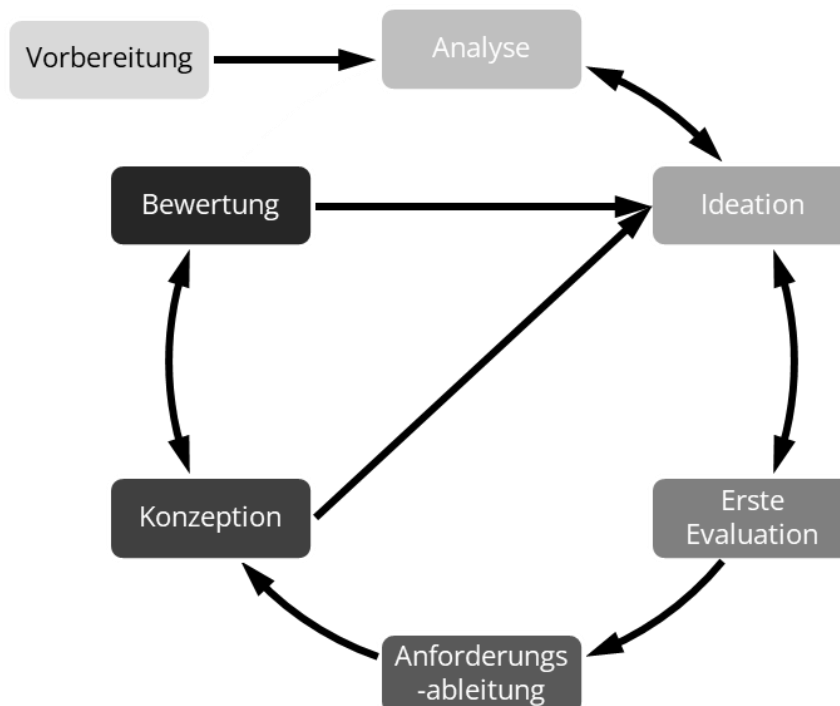 Vorbereitung
Analyse
Bewertung
Ideation
Konzeption
Erste
Evaluation
Anforderungs
-ableitung